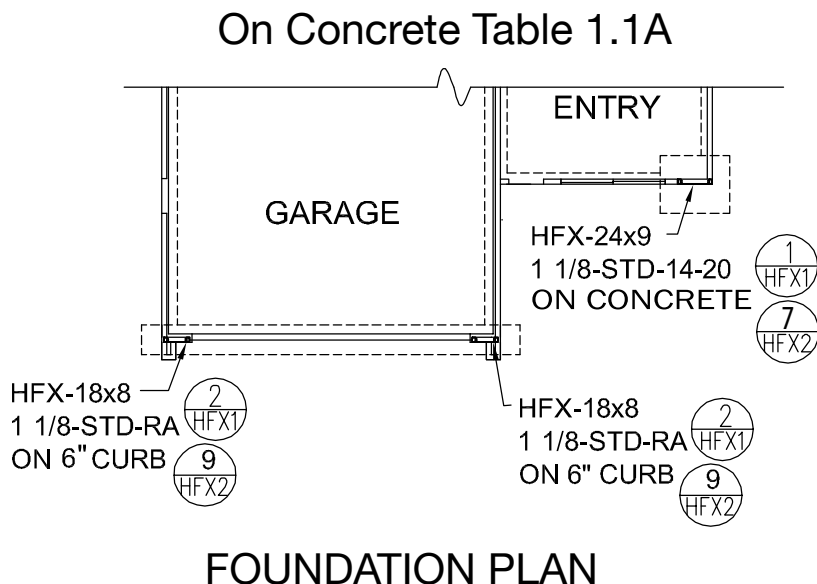 On Concrete Table 1.1A
ENTRY
GARAGE
HFX-24x9
1 1/8-STD-14-20
ON CONCRETE
1
HFX1
7
HFX2
HFX-18x8
1 1/8-STD-RA
ON 6" CURB
2
HFX1
9
HFX2
HFX-18x8
1 1/8-STD-RA
ON 6" CURB
2
HFX1
9
HFX2
FOUNDATION PLAN